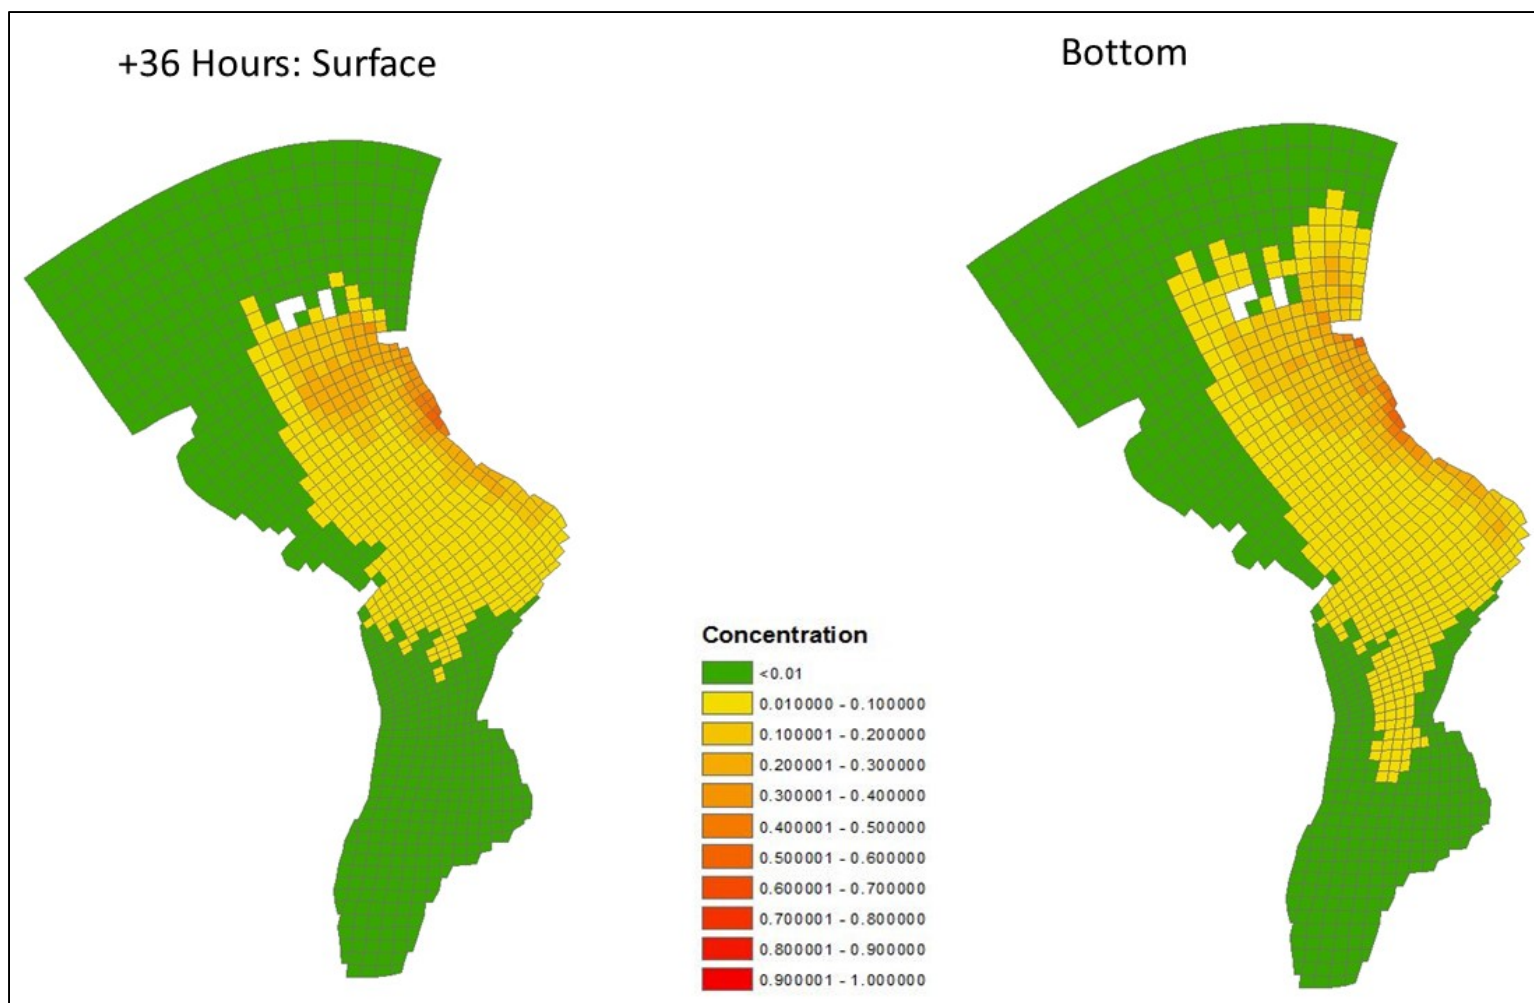 +36 Hours: Surface
Bottom
Concentration
<0.01
0.010000 - 0.100000
0.100001 - 0.200000
0.200001 - 0.300000
0.300001 - 0.400000
0.400001 - 0.500000
0.500001 - 0.600000
0.600001 - 0.700000
0.700001 - 0.800000
0.800001 - 0.900000
0.900001 - 1.000000